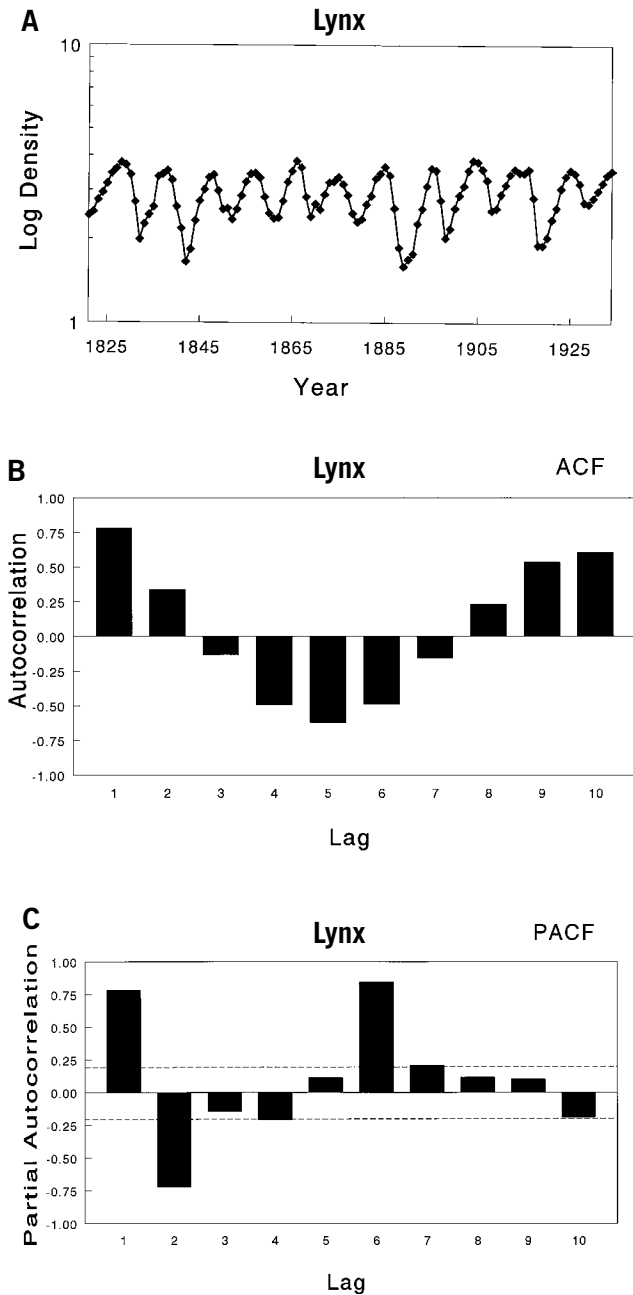 A
Lynx
10
Log Density
1
1825 1845 1865 1885 1905 1925
Year
B
Lynx
ACF
1.00
0.75
0.50
0.25
0.00
-0.25
-0.50
-0.75
-1.00
Autocorrelation
1 2 3 4 5 6 7 8 9 10
Lag
C
Lynx
PACF
1.00
0.75
0.50
0.25
0.00
-0.25
-0.50
-0.75
-1.00
Partial Autocorrelation
1 2 3 4 5 6 7 8 9 10
Lag